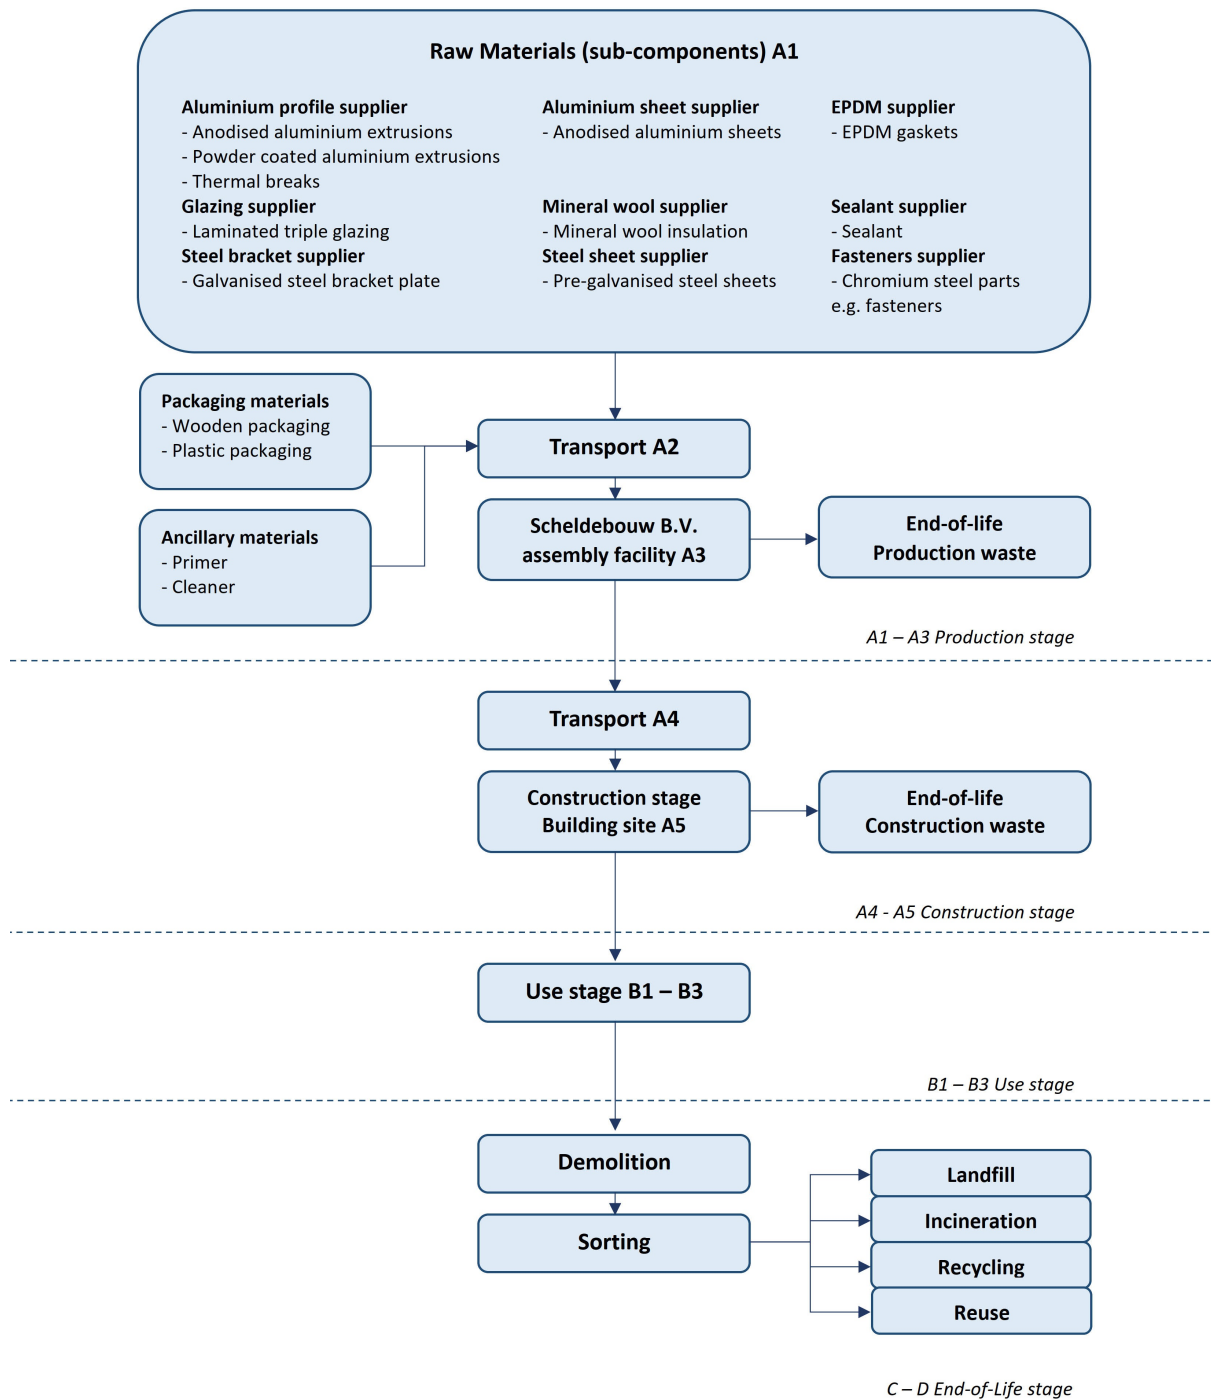 Raw Materials (sub-components) A1
Aluminium profile supplier
- Anodised aluminium extrusions
- Powder coated aluminium extrusions
- Thermal breaks
Aluminium sheet supplier
- Anodised aluminium sheets
EPDM supplier
- EPDM gaskets
Glazing supplier
- Laminated triple glazing
Mineral wool supplier
- Mineral wool insulation
Sealant supplier
- Sealant
Steel bracket supplier
- Galvanised steel bracket plate
Steel sheet supplier
- Pre-galvanised steel sheets
Fasteners supplier
- Chromium steel parts
e.g. fasteners
Packaging materials
- Wooden packaging
- Plastic packaging
Transport A2
Ancillary materials
- Primer
- Cleaner
Scheldebouw B.V.
assembly facility A3
End-of-life
Production waste
A1 – A3 Production stage
Transport A4
Construction stage
Building site A5
End-of-life
Construction waste
A4 - A5 Construction stage
Use stage B1 – B3
B1 – B3 Use stage
Demolition
Sorting
Landfill
Incineration
Recycling
Reuse
C – D End-of-Life stage